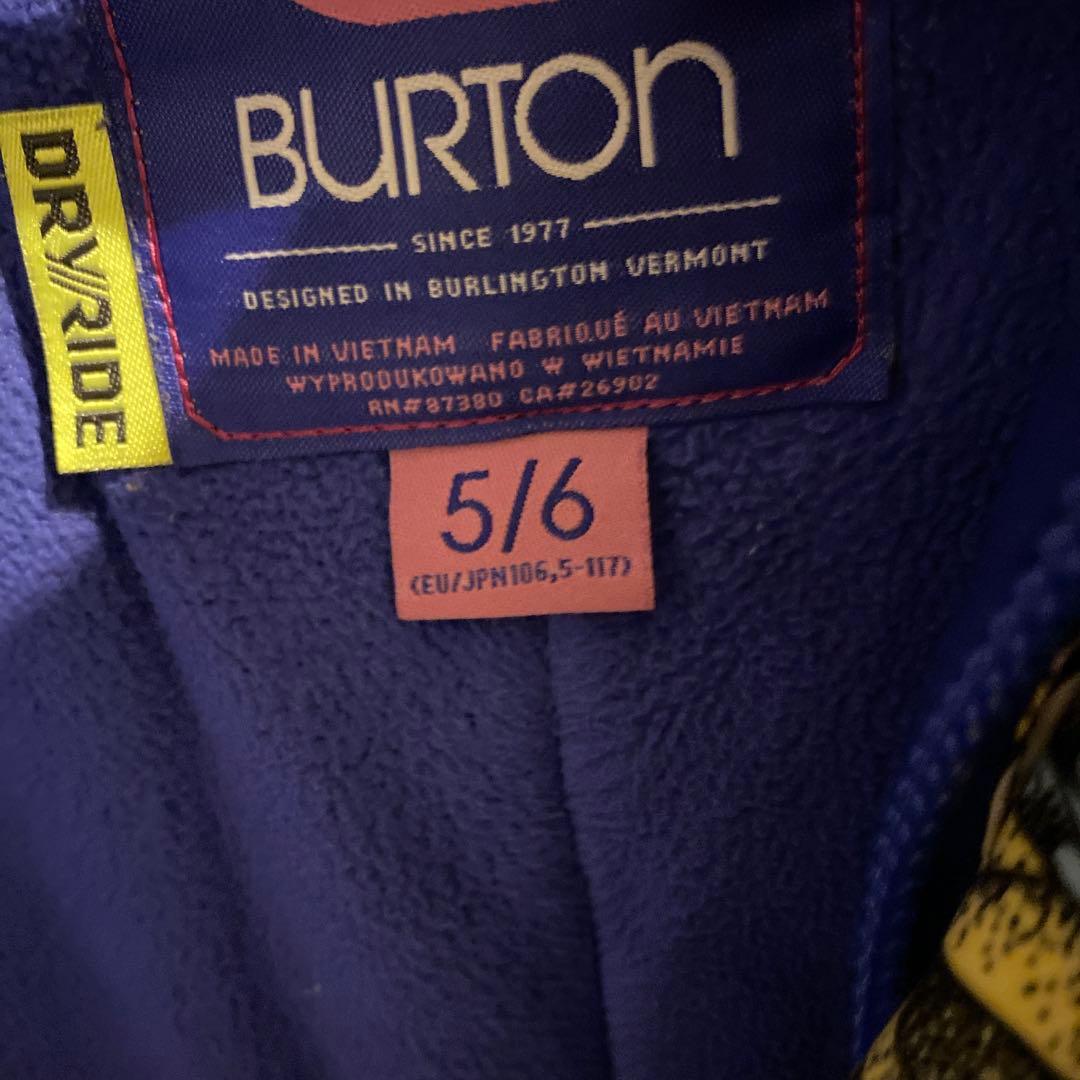 BURTON
SINCE 1977
DESIGNED IN BURLINGTON VERMONT
MADE IN VIETNAM FABRIQUÉ AU VIETNAM
WYPRODUKOWANO W WIETNAMIE
RN#87380 CA#26902
DRY//RIDE
5/6
(EU/JPN106,5-117)